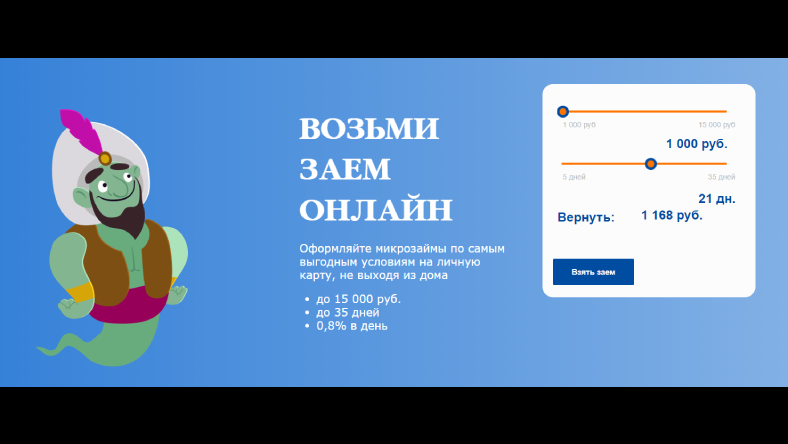 ВОЗЬМИ
ЗАЕМ
ОНЛАЙН
Оформляйте микрозаймы по самым
выгодным условиям на личную
карту, не выходя из дома
• до 15 000 руб.
• до 35 дней
• 0,8% в день
1 000 руб
15 000 руб
1 000 руб.
5 дней
35 дней
21 дн.
Вернуть:
1 168 руб.
Взять заем